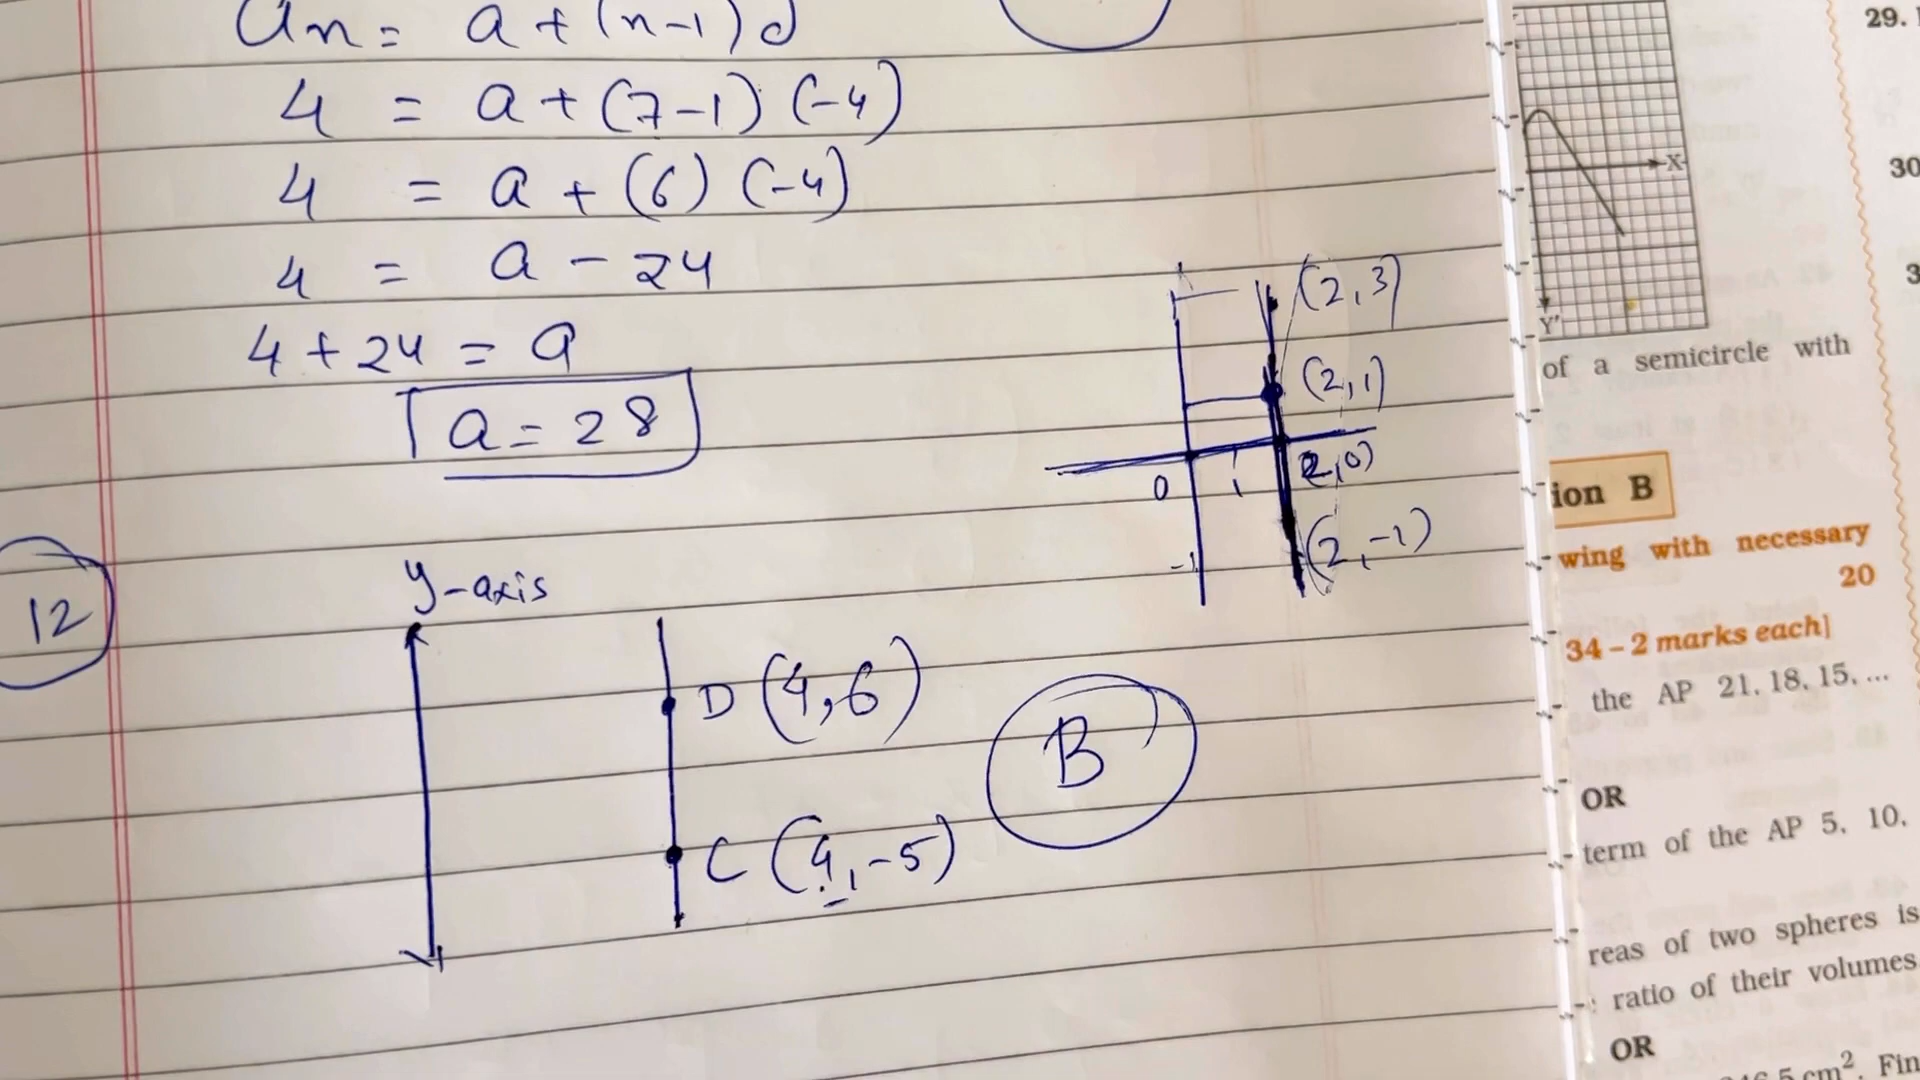 an = a + (n-1) d
4 = a + (7-1) (-4)
4 = a + (6) (-4)
4 = a - 24
4 + 24 = a
a = 28
(2,3)
(2,1)
0 1 (2,0)
-1 (2,-1)
12
y-axis
D (4,6)
B
C (4,-5)
X
Y'
of a semicircle with
ion B
wing with necessary
20
34 – 2 marks each]
the AP 21, 18, 15, ...
OR
term of the AP 5, 10,
reas of two spheres is
ratio of their volumes
OR
cm². Fin
29.
30
3